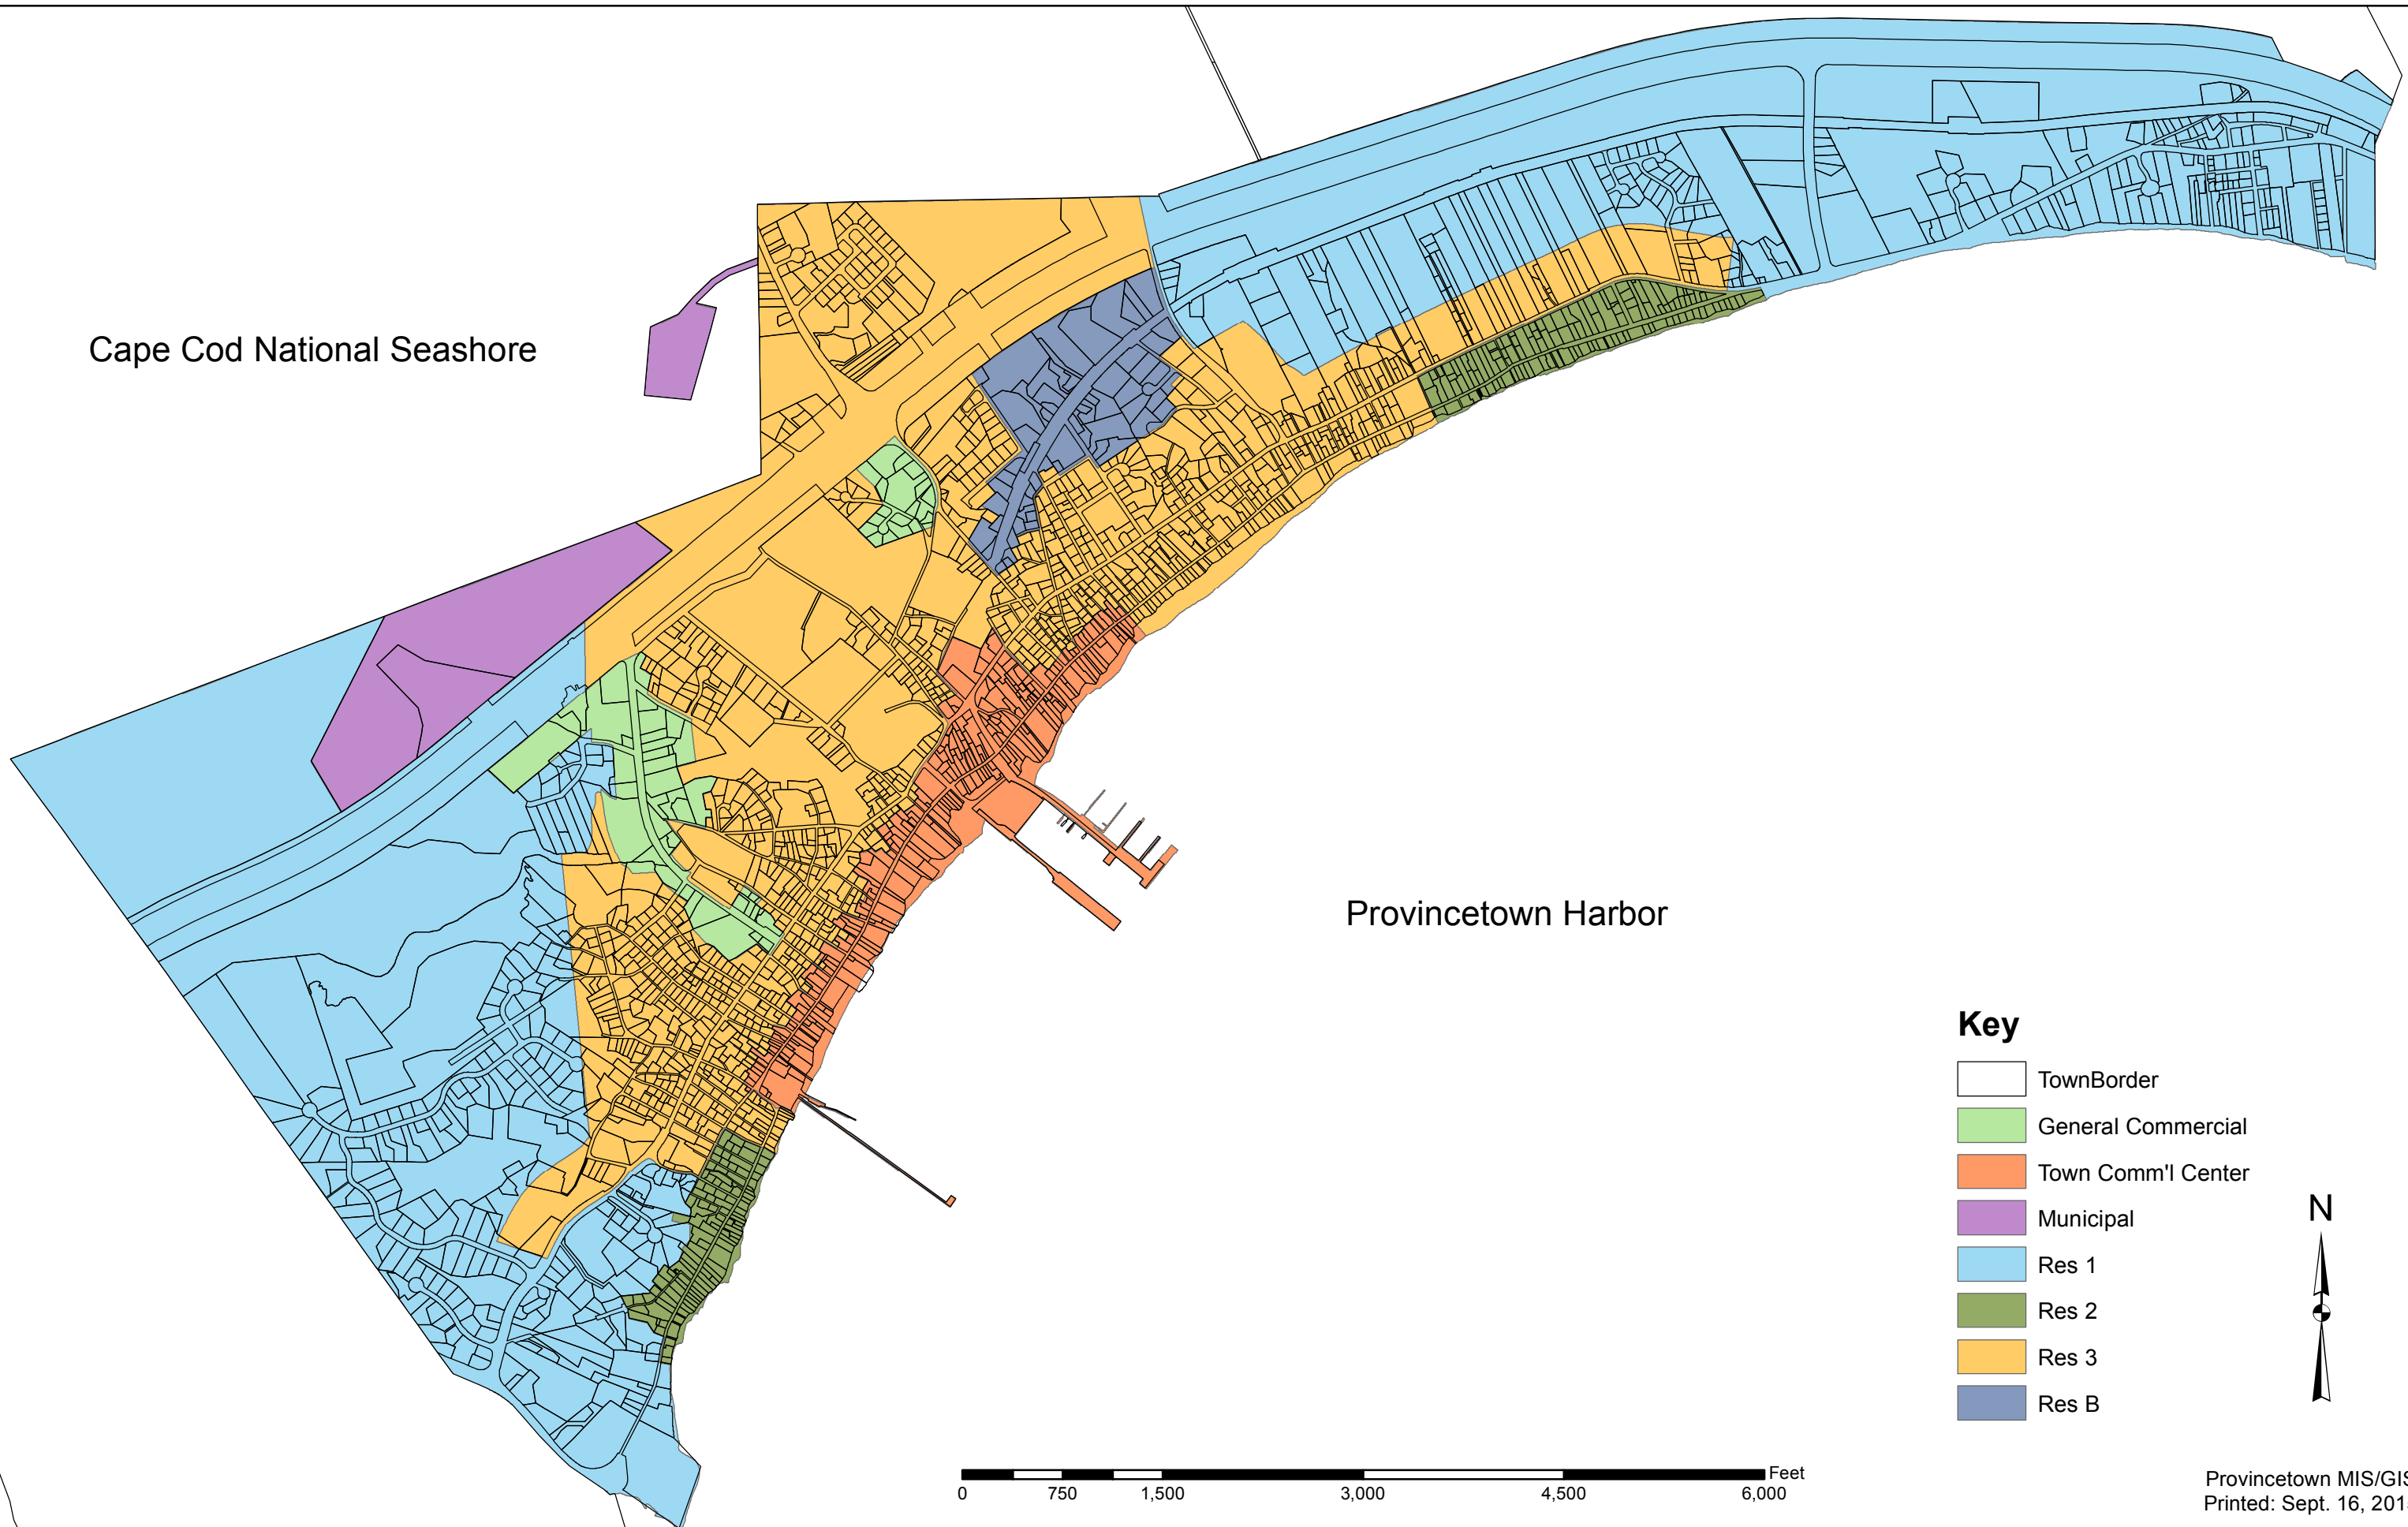 Cape Cod National Seashore
Provincetown Harbor
Key
TownBorder
General Commercial
Town Comm'l Center
Municipal
Res 1
Res 2
Res 3
Res B
N
Feet
0 750 1,500 3,000 4,500 6,000
Provincetown MIS/GIS
Printed: Sept. 16, 201